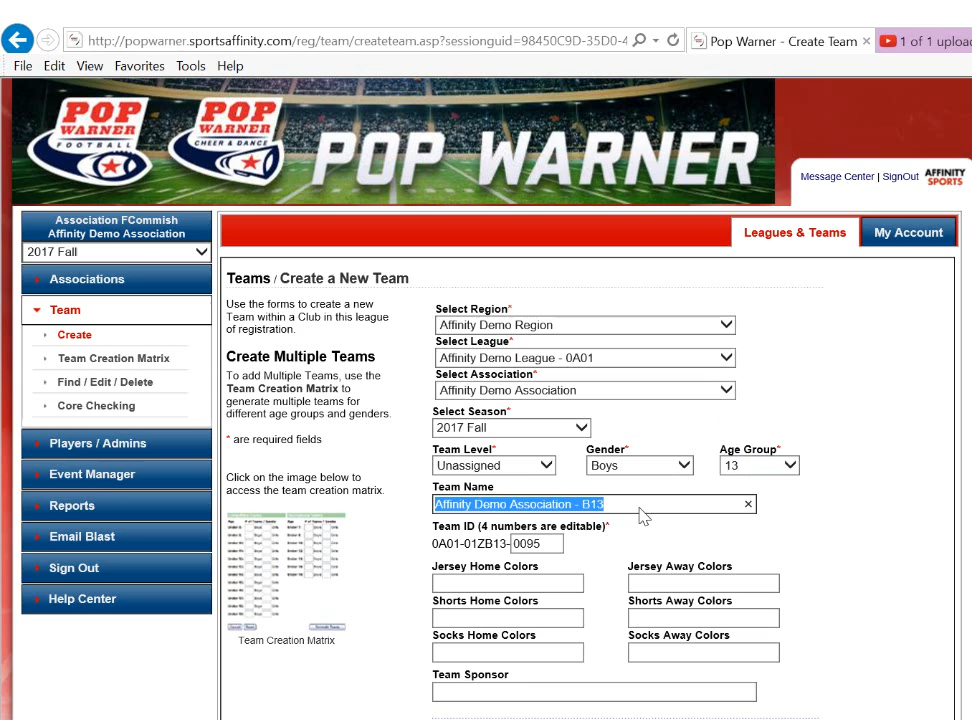 http://popwarner.sportsaffinity.com/reg/team/createteam.asp?sessionguid=98450C9D-35D0-4
Pop Warner - Create Team ×
1 of 1 uploa
File Edit View Favorites Tools Help
POP WARNER FOOTBALL
POP WARNER CHEER & DANCE
POP WARNER
Message Center | SignOut
AFFINITY SPORTS
Association FCommish
Affinity Demo Association
2017 Fall
Leagues & Teams
My Account
Associations
Team
Create
Team Creation Matrix
Find / Edit / Delete
Core Checking
Players / Admins
Event Manager
Reports
Email Blast
Sign Out
Help Center
Teams / Create a New Team
Use the forms to create a new
Team within a Club in this league
of registration.
Create Multiple Teams
To add Multiple Teams, use the
Team Creation Matrix to
generate multiple teams for
different age groups and genders.
* are required fields
Click on the image below to
access the team creation matrix.
Team Creation Matrix
Select Region*
Affinity Demo Region
Select League*
Affinity Demo League - 0A01
Select Association*
Affinity Demo Association
Select Season*
2017 Fall
Team Level* Gender* Age Group*
Unassigned Boys 13
Team Name
Affinity Demo Association - B13 ×
Team ID (4 numbers are editable)*
0A01-01ZB13-0095
Jersey Home Colors Jersey Away Colors
Shorts Home Colors Shorts Away Colors
Socks Home Colors Socks Away Colors
Team Sponsor